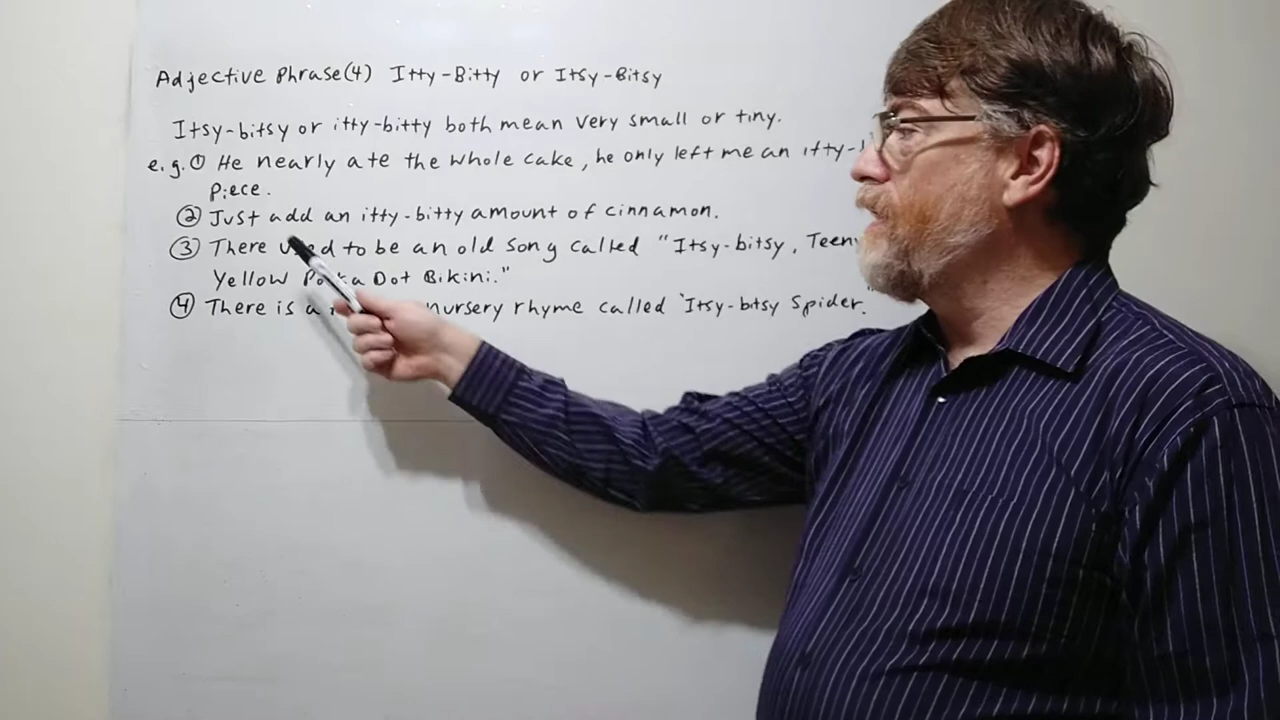 Adjective Phrase(4) Itty-Bitty or Itsy-Bitsy
Itsy-bitsy or itty-bitty both mean very small or tiny.
e.g. ① He nearly ate the whole cake, he only left me an itty-
piece.
② Just add an itty-bitty amount of cinnamon.
③ There to be an old song called "Itsy-bitsy,
Yellow Dot Bikini."
④ There is a nursery rhyme called "Itsy-bitsy Spider."